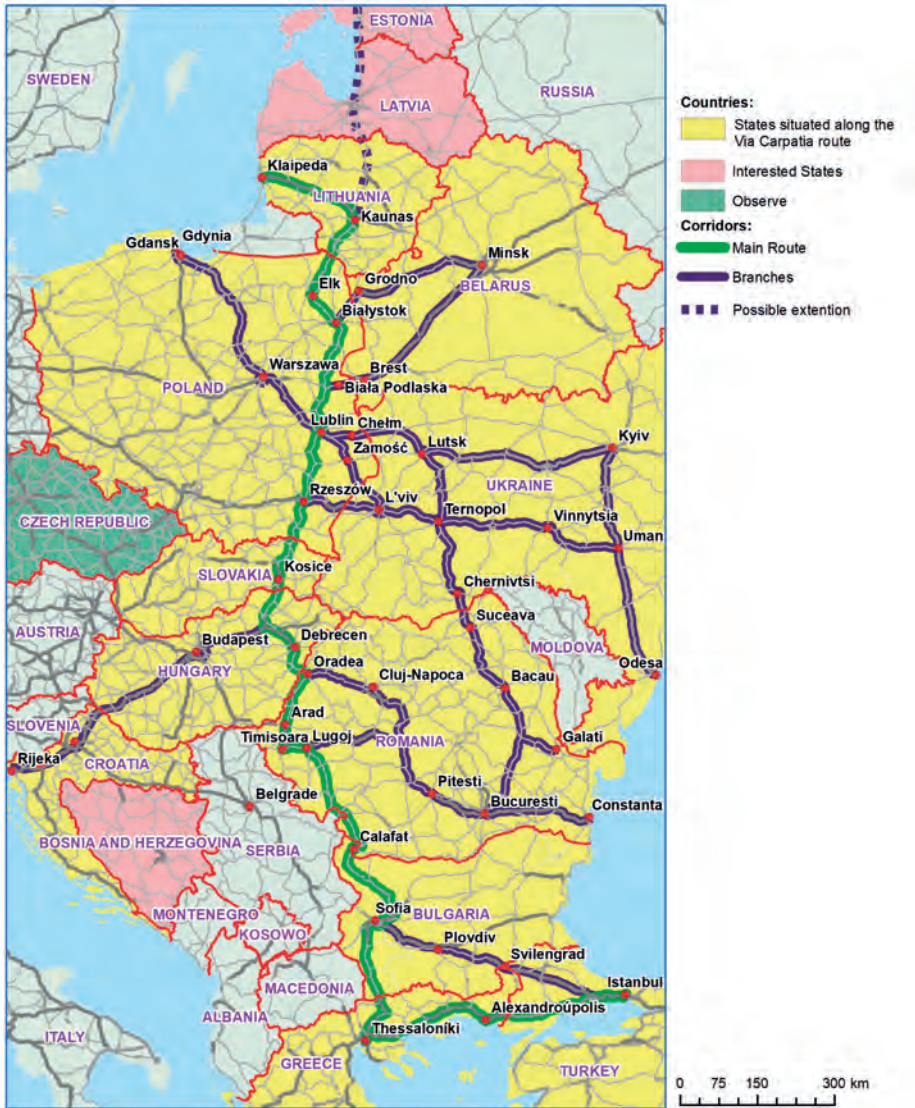 ESTONIA
SWEDEN
RUSSIA
LATVIA
Klaipeda
LITHUANIA
Kaunas
Gdansk
Gdynia
Minsk
Grodno
Elk
BELARUS
Białystok
Warszawa
Brest
POLAND
Biała Podlaska
Lublin
Chełm
Kyiv
Zamość
Lutsk
UKRAINE
Rzeszów
L'viv
Ternopol
Vinnytsia
CZECH REPUBLIC
Uman
Kosice
SLOVAKIA
Chernivtsi
Suceava
AUSTRIA
Budapest
Debrecen
MOLDOVA
Odesa
HUNGARY
Oradea
Cluj-Napoca
Bacau
Arad
SLOVENIA
Timisoara
Lugoj
ROMANIA
Galati
Rijeka
CROATIA
Pitesti
Belgrade
Bucuresti
Constanta
BOSNIA AND HERZEGOVINA
Calafat
SERBIA
MONTENEGRO
Sofia
BULGARIA
KOSOWO
Plovdiv
Svilengrad
MACEDONIA
Istanbul
ALBANIA
Alexandroúpolis
Thessaloníki
ITALY
GREECE
TURKEY
Countries:
States situated along the
Via Carpatia route
Interested States
Observe
Corridors:
Main Route
Branches
Possible extention
0 75 150 300 km